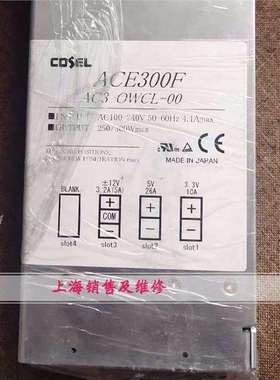 COSEL
ACE300F
AC3 OWCL-00
AC100-240V 50-60Hz 4.1Amax
MADE IN JAPAN
BLANK
±12V
3.2A(5A)
5V
26A
3.3V
10A
+
COM
−
+
−
+
−
slot4
slot3
slot2
slot1
上海销售及维修